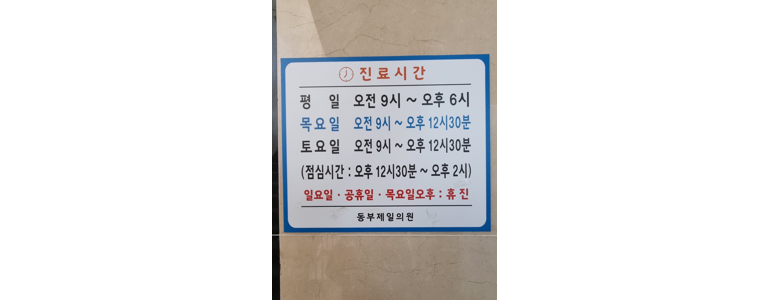 진료시간
평 일 오전 9시 ~ 오후 6시
목요일 오전 9시 ~ 오후 12시30분
토요일 오전 9시 ~ 오후 12시30분
(점심시간 : 오후 12시30분 ~ 오후 2시)
일요일 · 공휴일 · 목요일오후 : 휴 진
동부제일의원